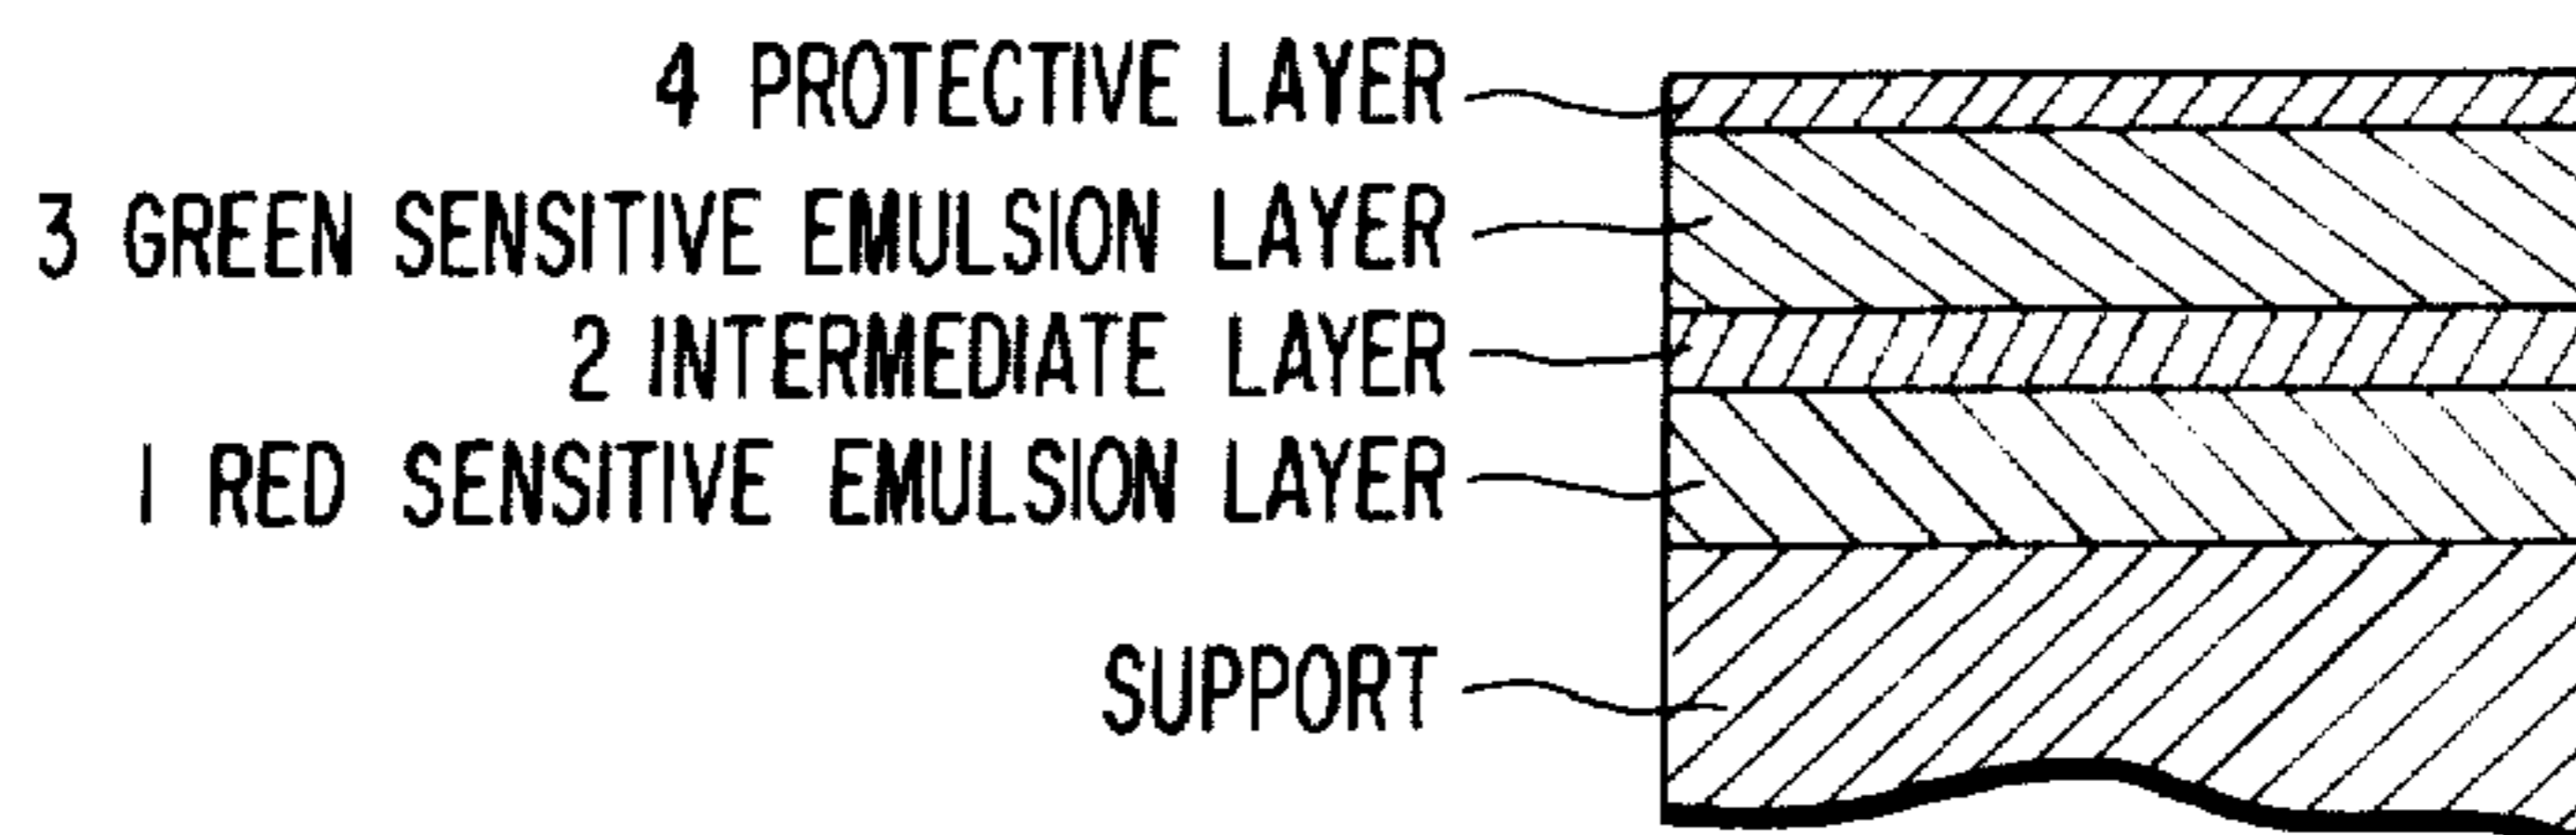 4 PROTECTIVE LAYER
3 GREEN SENSITIVE EMULSION LAYER
2 INTERMEDIATE LAYER
1 RED SENSITIVE EMULSION LAYER
SUPPORT